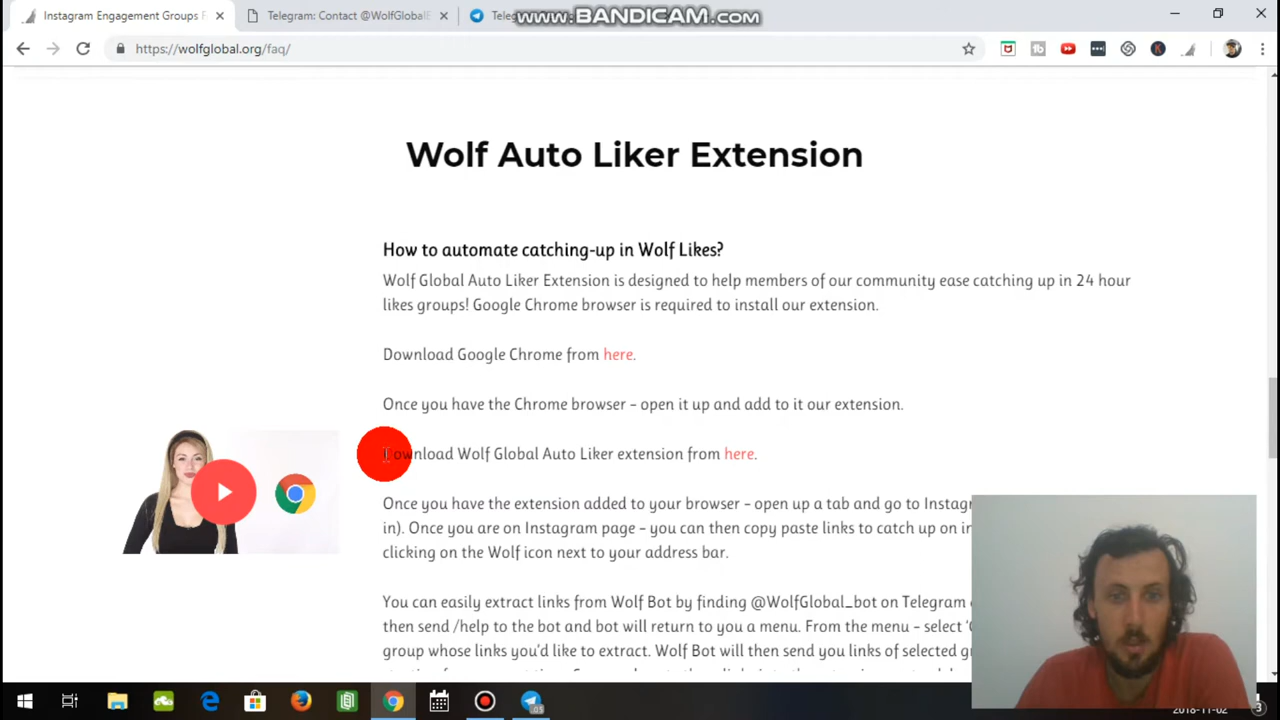 Instagram Engagement Groups F
Telegram: Contact @WolfGlobal
Teleg
www.BANDICAM.com
https://wolfglobal.org/faq/
Wolf Auto Liker Extension
How to automate catching-up in Wolf Likes?
Wolf Global Auto Liker Extension is designed to help members of our community ease catching up in 24 hour
likes groups! Google Chrome browser is required to install our extension.
Download Google Chrome from here.
Once you have the Chrome browser – open it up and add to it our extension.
Download Wolf Global Auto Liker extension from here.
Once you have the extension added to your browser – open up a tab and go to Instag
in). Once you are on Instagram page – you can then copy paste links to catch up on in
clicking on the Wolf icon next to your address bar.
You can easily extract links from Wolf Bot by finding @WolfGlobal_bot on Telegram
then send /help to the bot and bot will return to you a menu. From the menu – select
group whose links you'd like to extract. Wolf Bot will then send you links of selected
2018-11-02
3